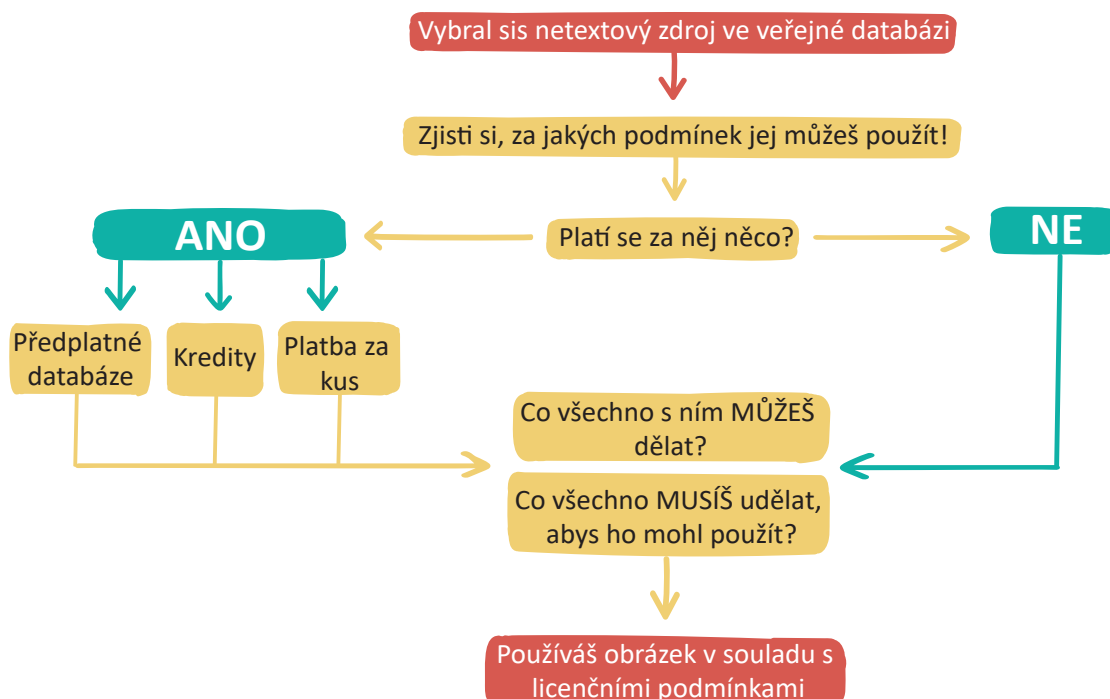 Vybral sis netextový zdroj ve veřejné databázi
Zjisti si, za jakých podmínek jej můžeš použít!
ANO
Platí se za něj něco?
NE
Předplatné
databáze
Kredity
Platba za
kus
Co všechno s ním MŮŽEŠ
dělat?
Co všechno MUSÍŠ udělat,
abys ho mohl použít?
Používáš obrázek v souladu s
licenčními podmínkami